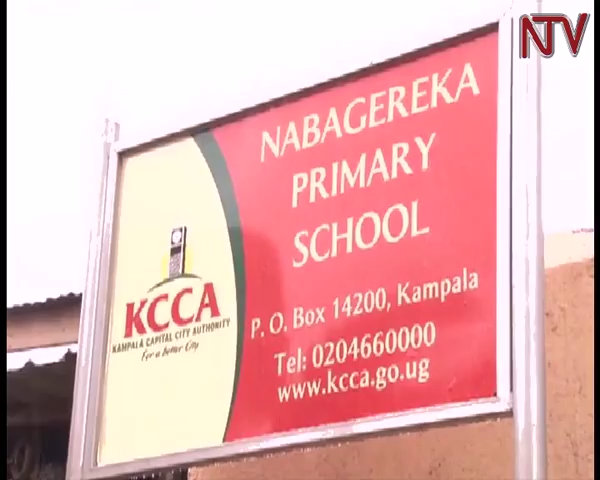 NTV
NABAGEREKA
PRIMARY
SCHOOL
P. O. Box 14200, Kampala
Tel: 0204660000
www.kcca.go.ug
KCCA
KAMPALA CAPITAL CITY AUTHORITY
For a better City